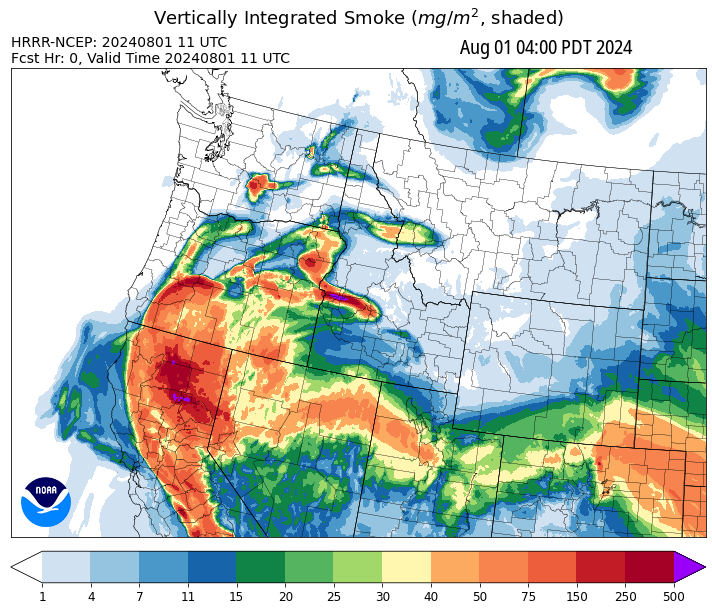 Vertically Integrated Smoke (mg/m², shaded)
HRRR-NCEP: 20240801 11 UTC
Aug 01 04:00 PDT 2024
Fcst Hr: 0, Valid Time 20240801 11 UTC
NOAA
1 4 7 11 15 20 25 30 40 50 75 150 250 500